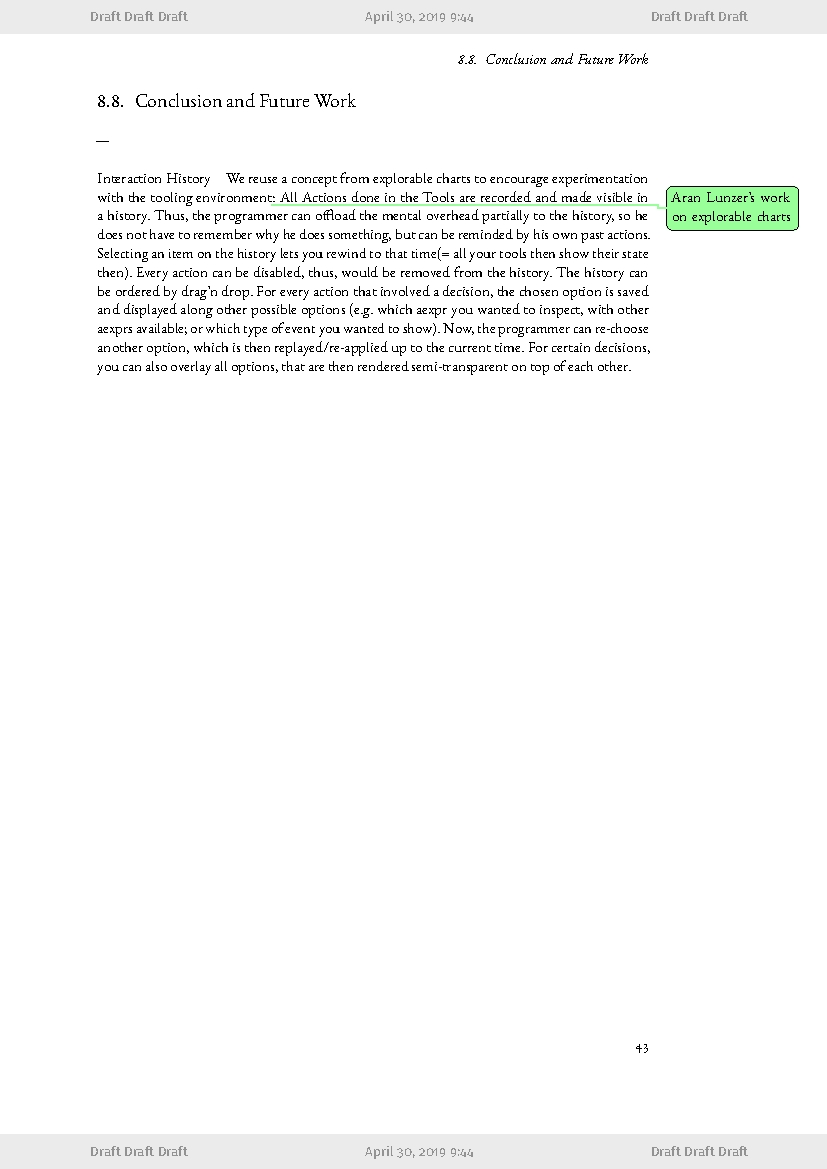 Draft Draft Draft April 30, 2019 9:44 Draft Draft Draft
8.8. Conclusion and Future Work
8.8. Conclusion and Future Work
—
Interaction History We reuse a concept from explorable charts to encourage experimentation
with the tooling environment: All Actions done in the Tools are recorded and made visible in
a history. Thus, the programmer can offload the mental overhead partially to the history, so he
does not have to remember why he does something, but can be reminded by his own past actions.
Selecting an item on the history lets you rewind to that time(= all your tools then show their state
then). Every action can be disabled, thus, would be removed from the history. The history can
be ordered by drag'n drop. For every action that involved a decision, the chosen option is saved
and displayed along other possible options (e.g. which aexpr you wanted to inspect, with other
aexprs available; or which type of event you wanted to show). Now, the programmer can re-choose
another option, which is then replayed/re-applied up to the current time. For certain decisions,
you can also overlay all options, that are then rendered semi-transparent on top of each other.
Aran Lunzer's work
on explorable charts
43
Draft Draft Draft April 30, 2019 9:44 Draft Draft Draft